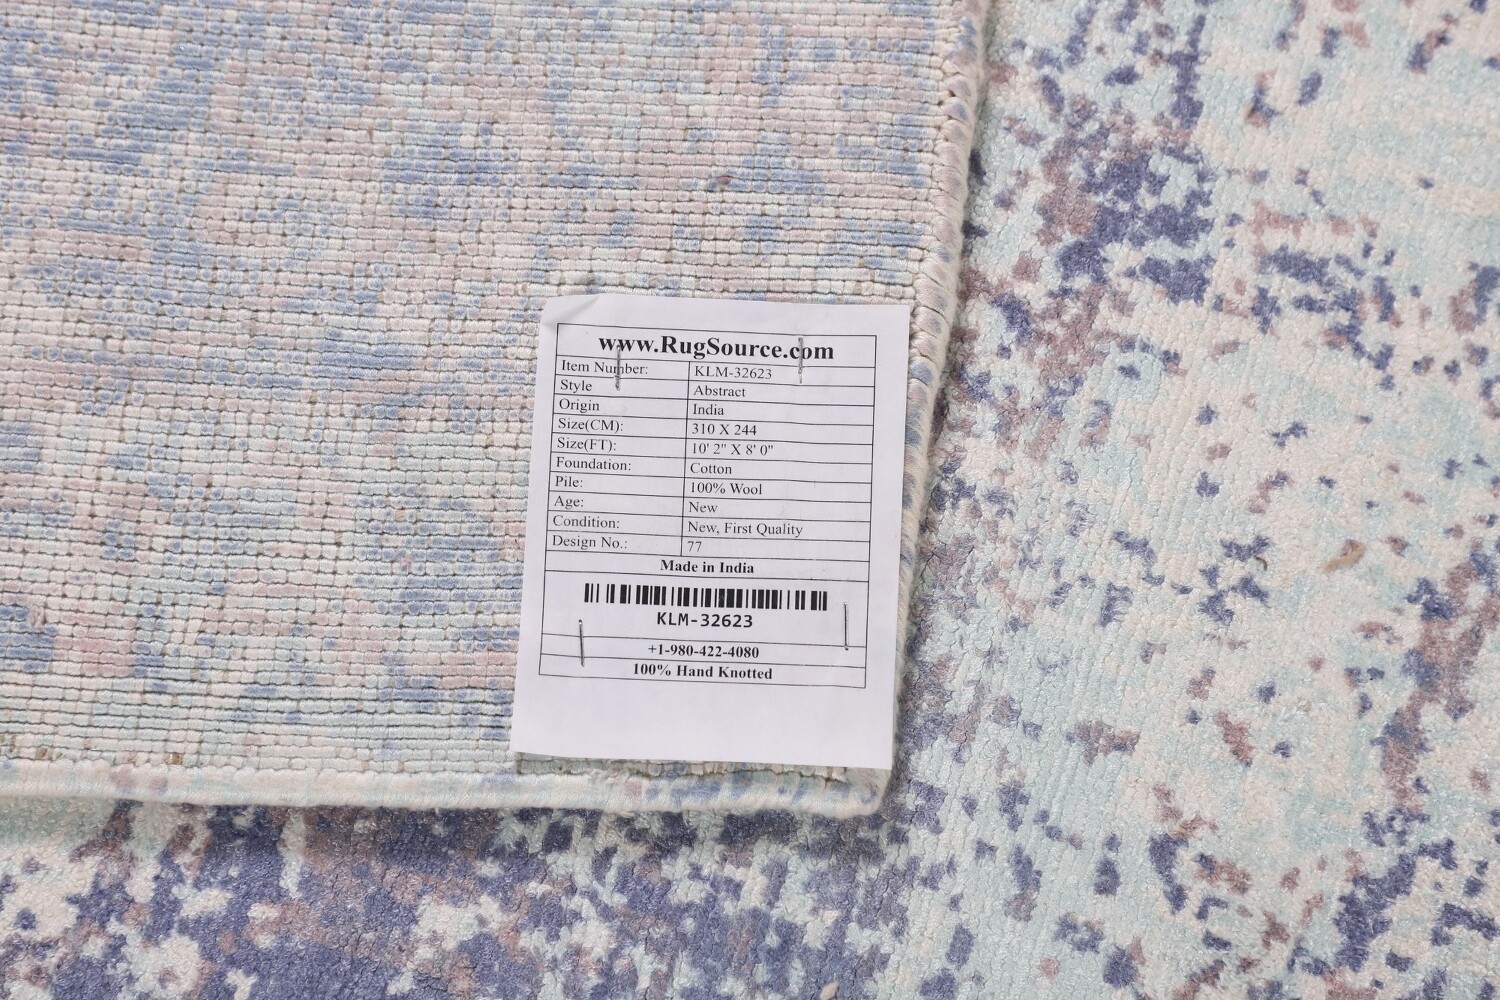 www.RugSource.com
Item Number: KLM-32623
Style Abstract
Origin India
Size(CM): 310 X 244
Size(FT): 10' 2" X 8' 0"
Foundation: Cotton
Pile: 100% Wool
Age: New
Condition: New, First Quality
Design No.: 77
Made in India
KLM-32623
+1-980-422-4080
100% Hand Knotted